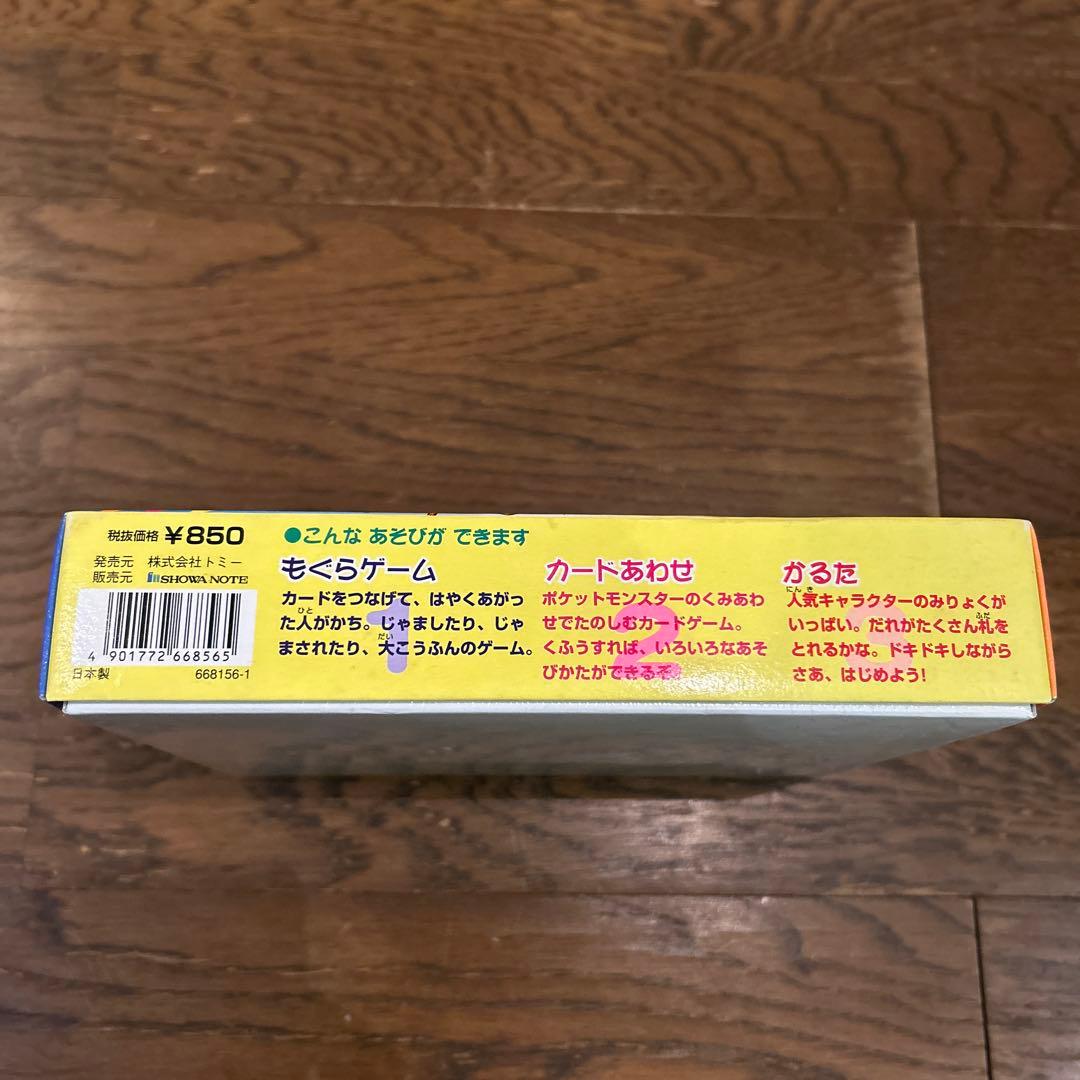 税抜価格 ¥850
発売元 株式会社トミー
販売元 SHOWA NOTE
4 901772 668565
日本製 668156-1
●こんな あそびが できます
もぐらゲーム
1
カードをつなげて、はやくあがっ
た人がかち。じゃましたり、じゃ
ひと
まされたり、大こうふんのゲーム。
だい
カードあわせ
2
ポケットモンスターのくみあわ
せでたのしむカードゲーム。
くふうすれば、いろいろなあそ
びかたができるぞ。
かるた
3
人気キャラクターのみりょくが
にんき
いっぱい。だれがたくさん札を
ふだ
とれるかな。ドキドキしながら
さあ、はじめよう!